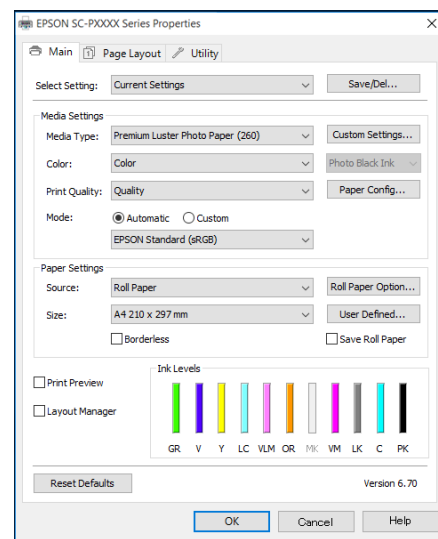 EPSON SC-PXXXX Series Properties
Main Page Layout Utility
Select Setting: Current Settings Save/Del...
Media Settings
Media Type: Premium Luster Photo Paper (260) Custom Settings...
Color: Color Photo Black Ink
Print Quality: Quality Paper Config...
Mode: Automatic Custom
EPSON Standard (sRGB)
Paper Settings
Source: Roll Paper Roll Paper Option...
Size: A4 210 x 297 mm User Defined...
Borderless Save Roll Paper
Print Preview
Layout Manager
Ink Levels
GR V Y LC VLM OR MK VM LK C PK
Reset Defaults Version 6.70
OK Cancel Help